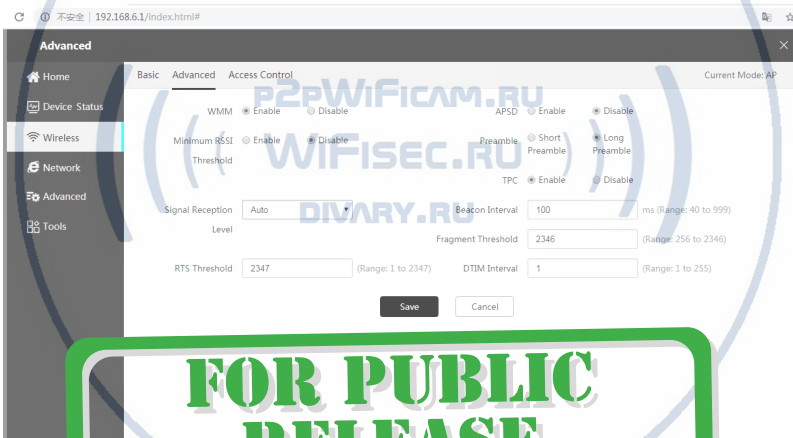 不安全 | 192.168.6.1/index.html#
Advanced
Home
Device Status
Wireless
Network
Advanced
Tools
Basic Advanced Access Control
Current Mode: AP
P2PWIFICAM.RU
WIFISEC.RU
DIVARY.RU
WMM Enable Disable
APSD Enable Disable
Minimum RSSI Threshold Enable Disable
Preamble Short Preamble Long Preamble
TPC Enable Disable
Signal Reception Level Auto
Beacon Interval 100 ms (Range: 40 to 999)
Fragment Threshold 2346 (Range: 256 to 2346)
RTS Threshold 2347 (Range: 1 to 2347)
DTIM Interval 1 (Range: 1 to 255)
Save Cancel
FOR PUBLIC
RELEASE